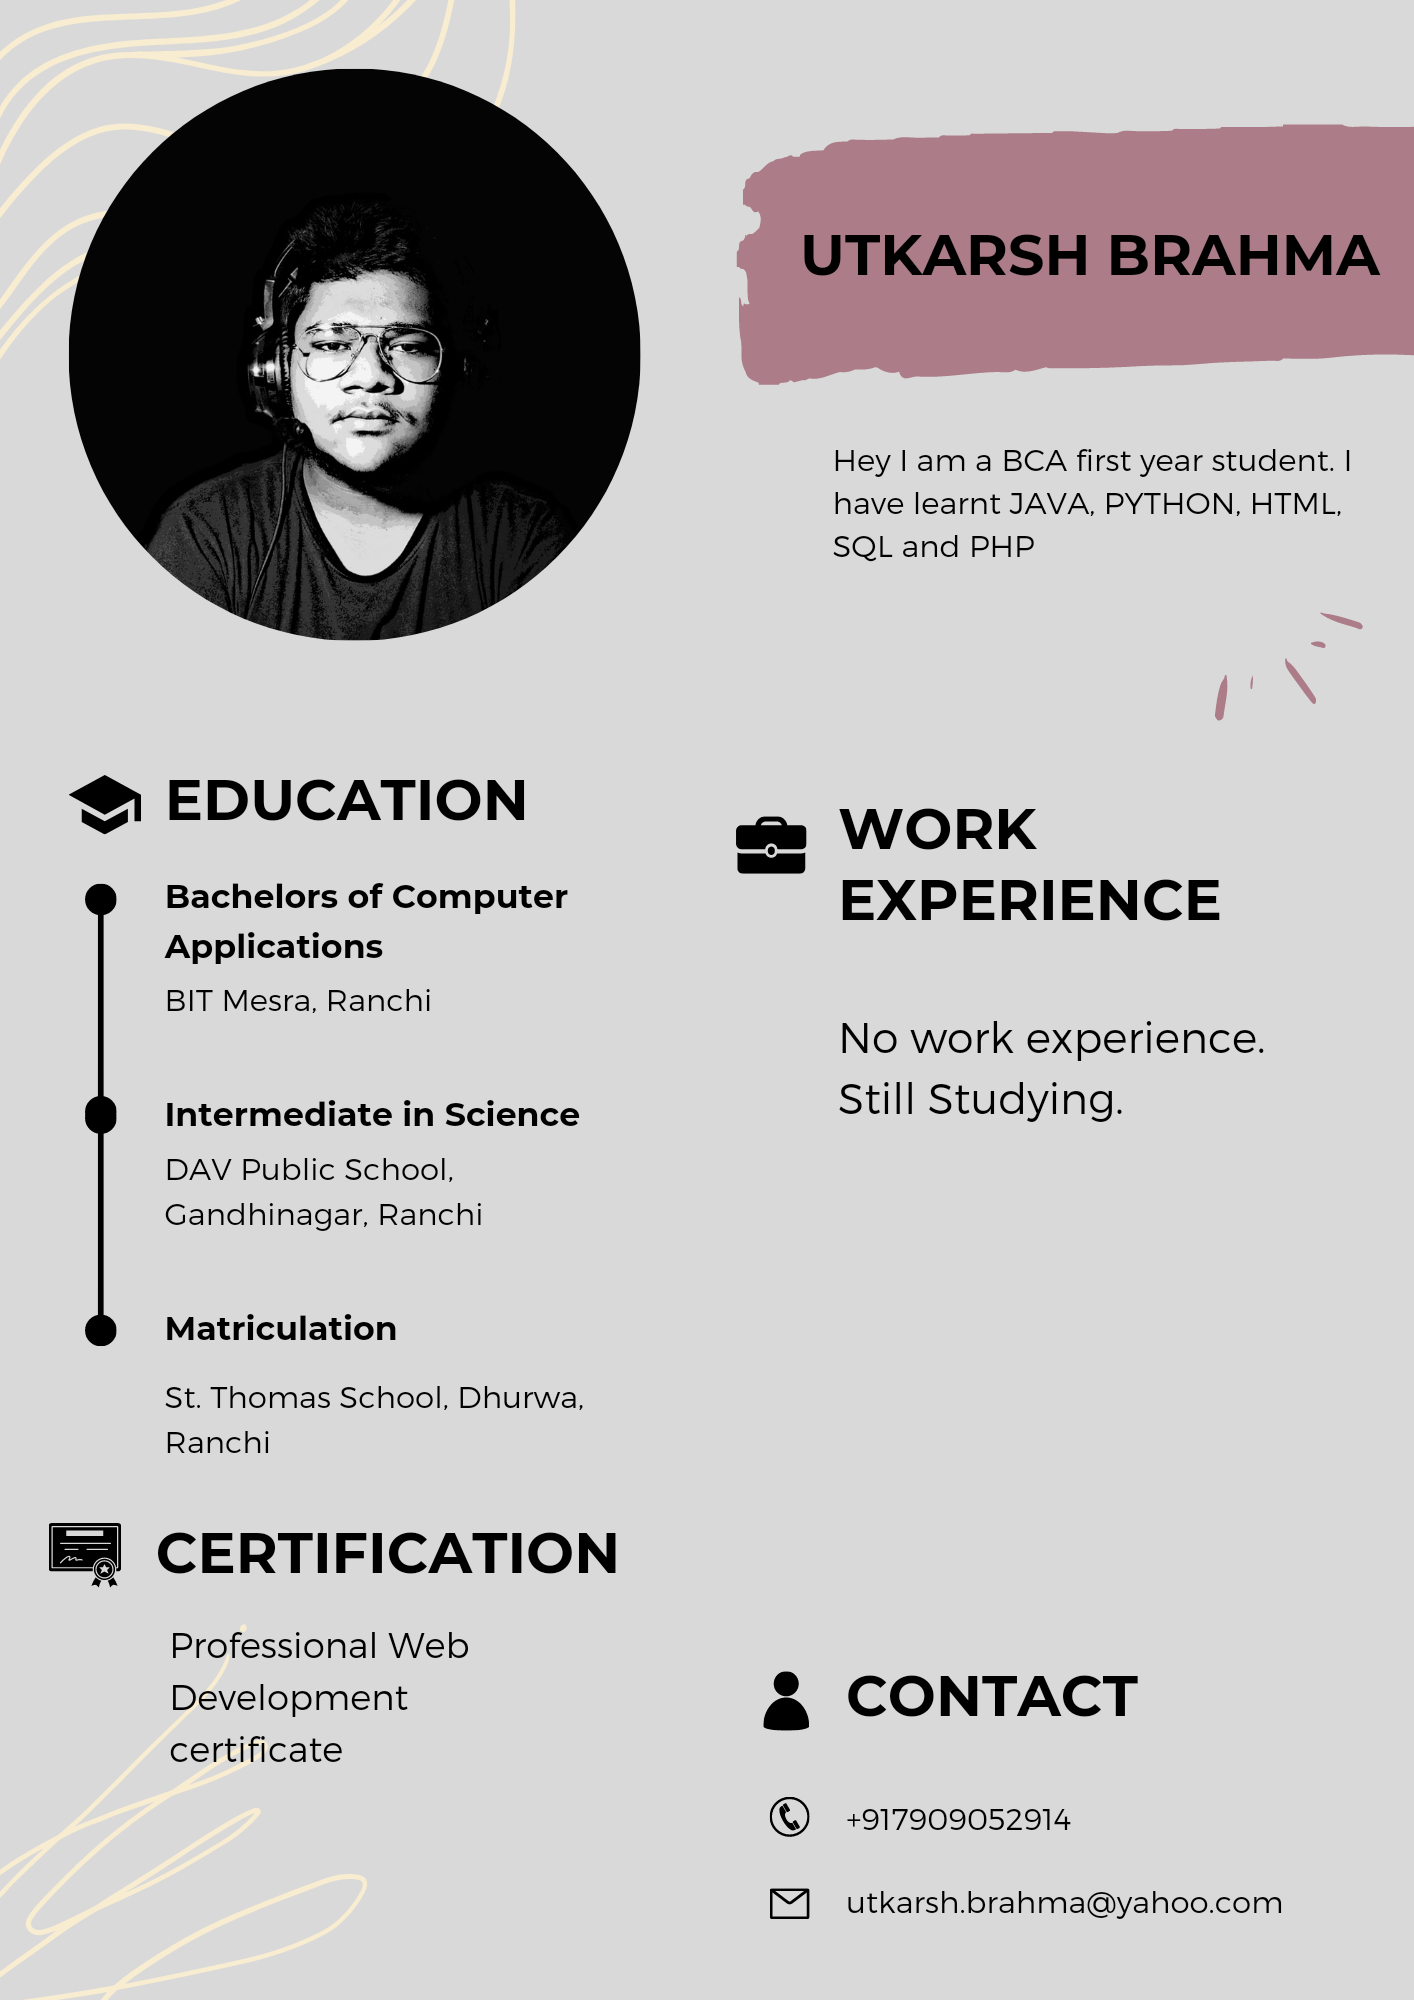 UTKARSH BRAHMA
Hey I am a BCA first year student. I
have learnt JAVA, PYTHON, HTML,
SQL and PHP
EDUCATION
Bachelors of Computer
Applications
BIT Mesra, Ranchi
Intermediate in Science
DAV Public School,
Gandhinagar, Ranchi
Matriculation
St. Thomas School, Dhurwa,
Ranchi
CERTIFICATION
Professional Web
Development
certificate
WORK
EXPERIENCE
No work experience.
Still Studying.
CONTACT
+917909052914
utkarsh.brahma@yahoo.com